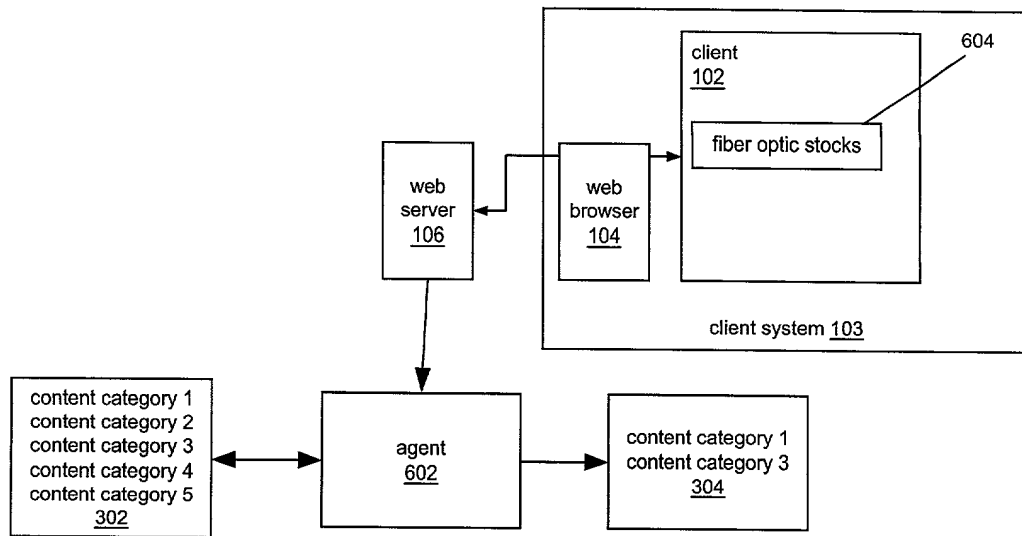 604
client
102
fiber optic stocks
web
server
106
web
browser
104
client system 103
content category 1
content category 2
content category 3
content category 4
content category 5
302
agent
602
content category 1
content category 3
304